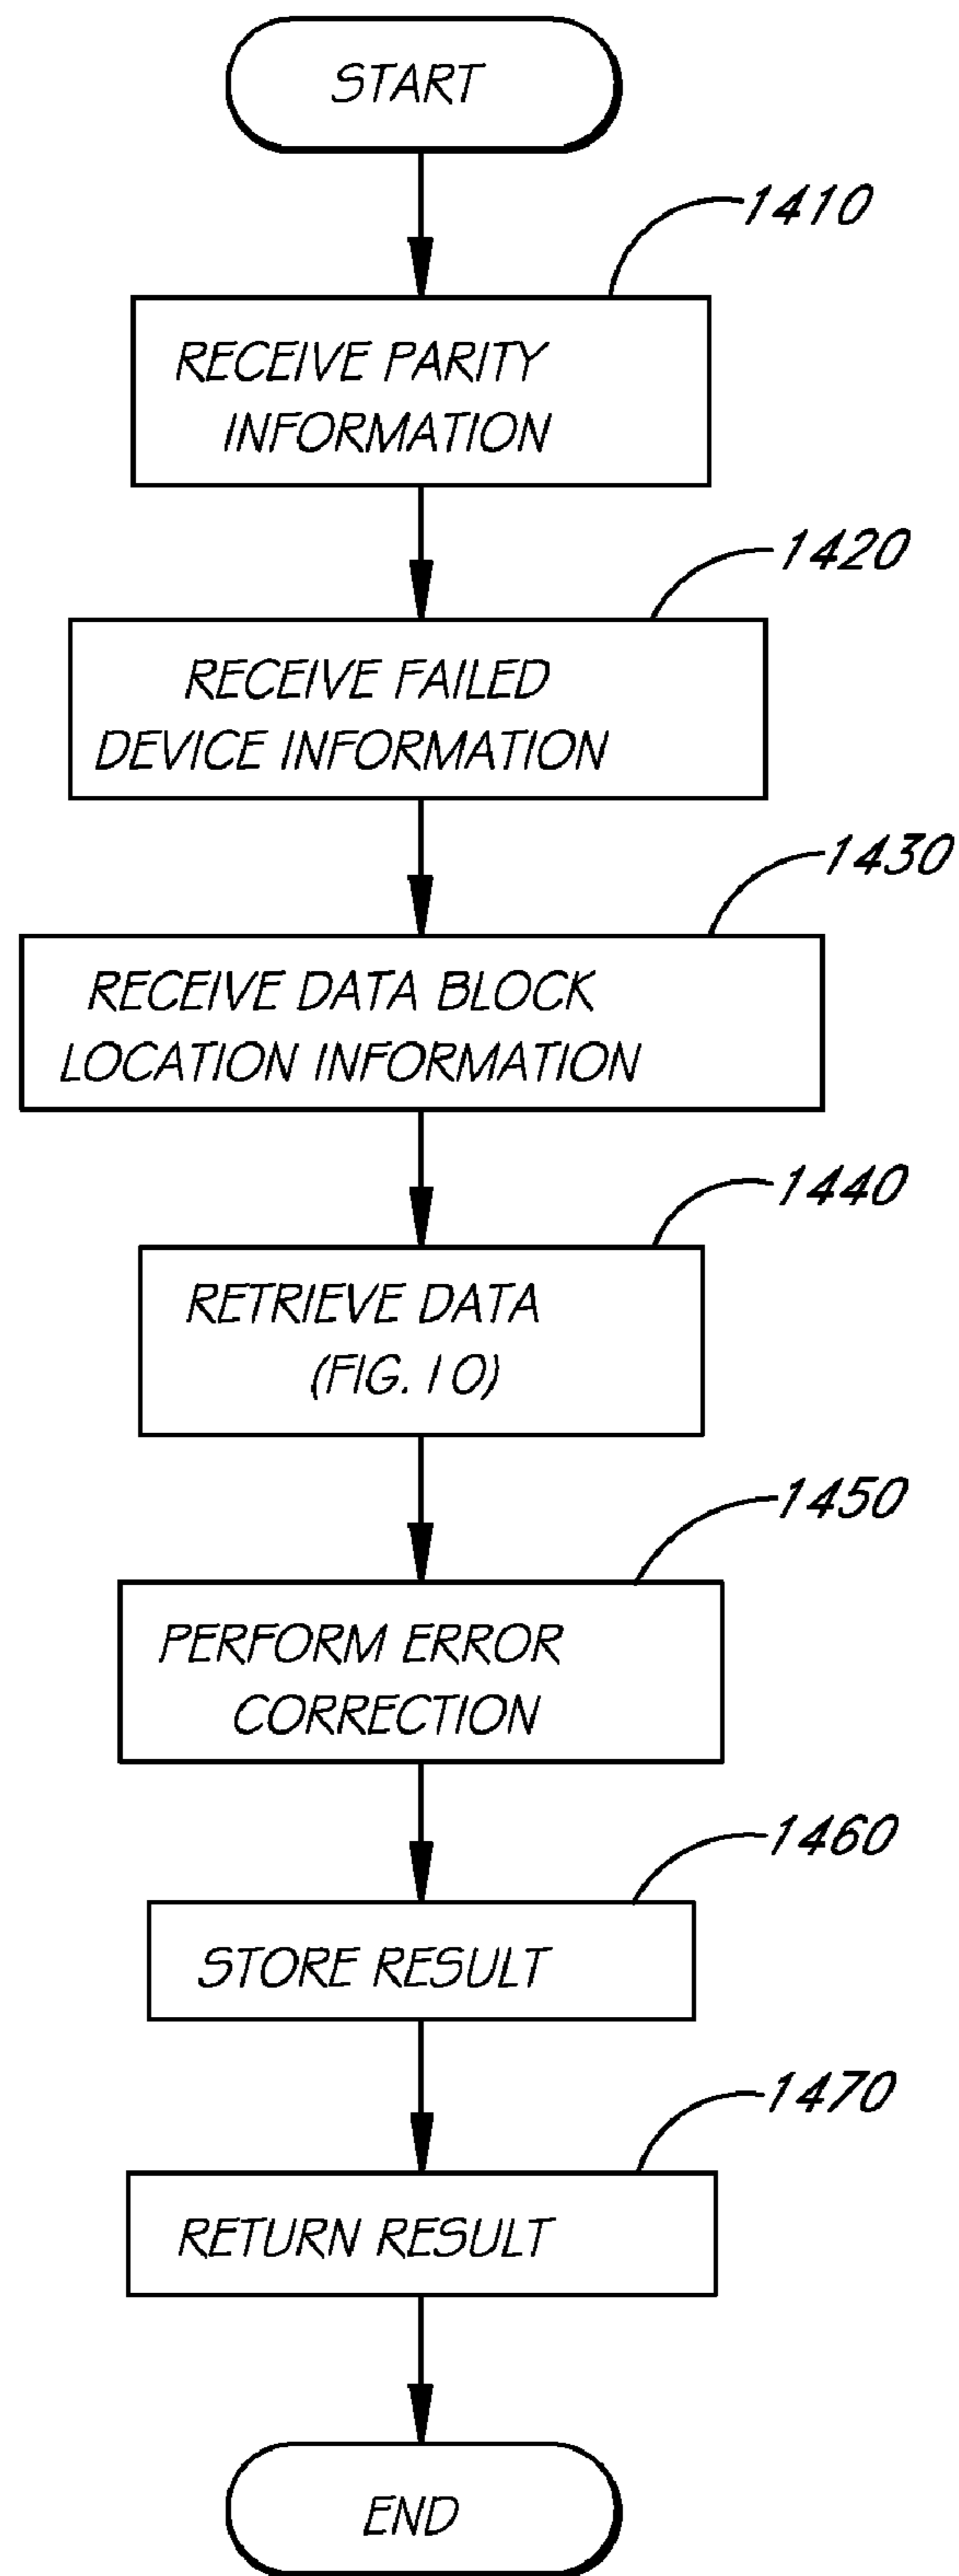 START
1410
RECEIVE PARITY
INFORMATION
1420
RECEIVE FAILED
DEVICE INFORMATION
1430
RECEIVE DATA BLOCK
LOCATION INFORMATION
1440
RETRIEVE DATA
(FIG. 10)
1450
PERFORM ERROR
CORRECTION
1460
STORE RESULT
1470
RETURN RESULT
END